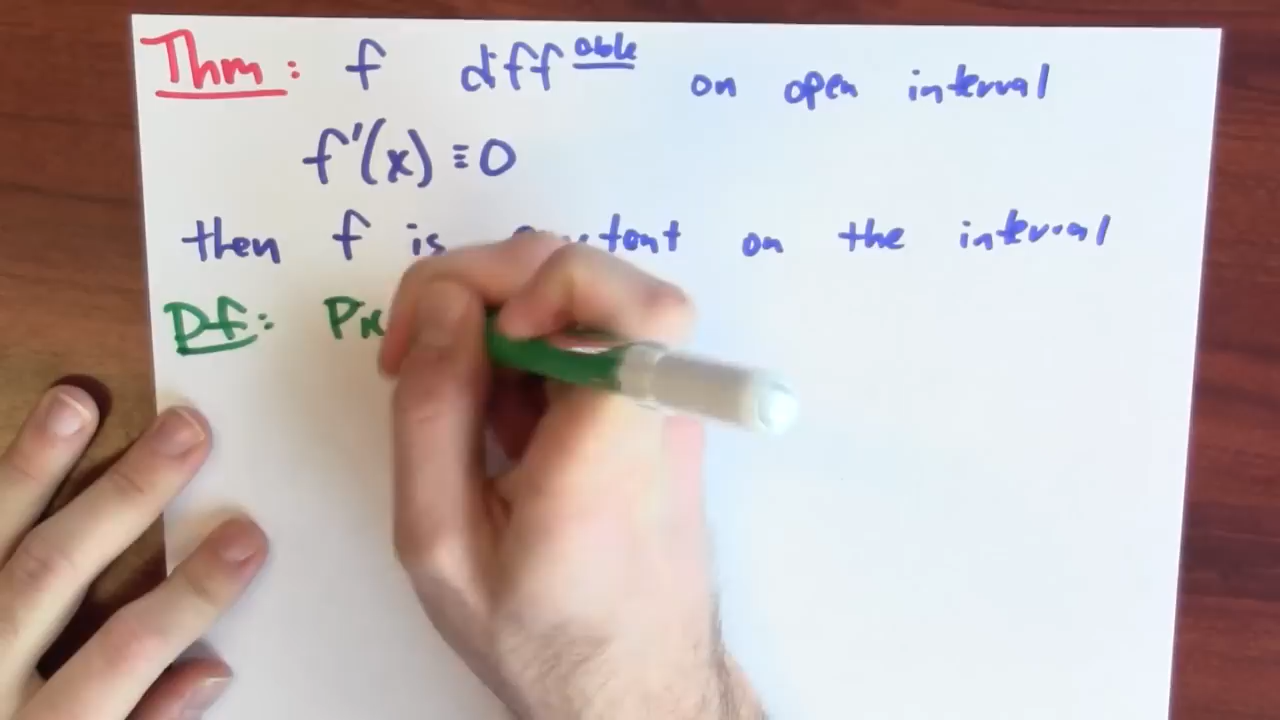 Thm: f diff able on open interval
f'(x) ≡ 0
then f is on the interval
Pf: